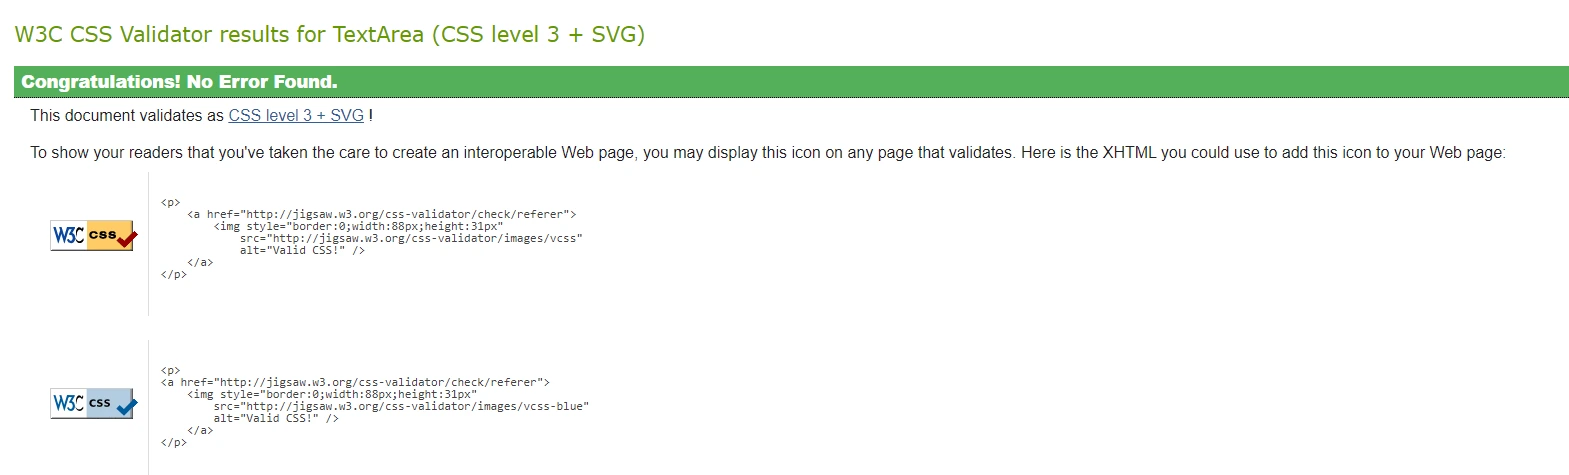 W3C CSS Validator results for TextArea (CSS level 3 + SVG)
Congratulations! No Error Found.
This document validates as CSS level 3 + SVG !
To show your readers that you've taken the care to create an interoperable Web page, you may display this icon on any page that validates. Here is the XHTML you could use to add this icon to your Web page:
W3C css
<p>
<a href="http://jigsaw.w3.org/css-validator/check/referer">
<img style="border:0;width:88px;height:31px"
src="http://jigsaw.w3.org/css-validator/images/vcss"
alt="Valid CSS!" />
</a>
</p>
W3C css
<p>
<a href="http://jigsaw.w3.org/css-validator/check/referer">
<img style="border:0;width:88px;height:31px"
src="http://jigsaw.w3.org/css-validator/images/vcss-blue"
alt="Valid CSS!" />
</a>
</p>